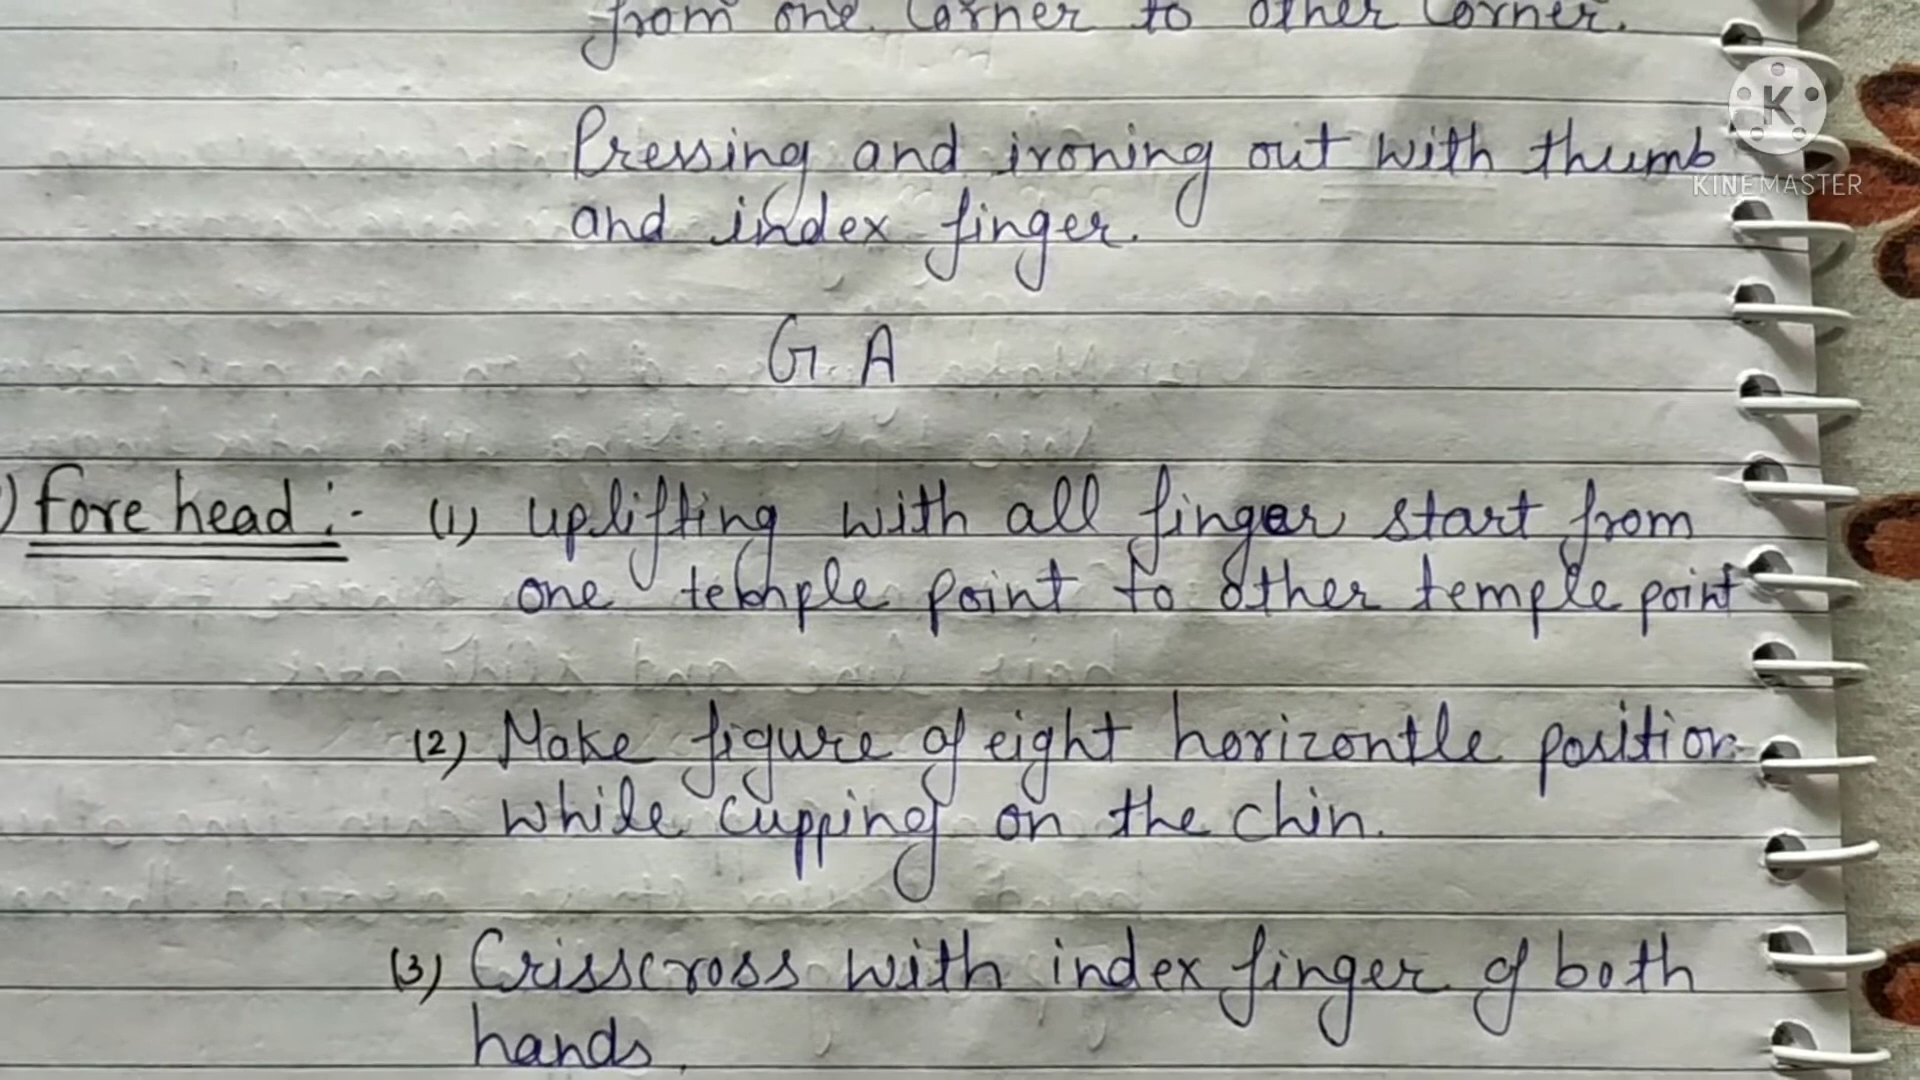 from one corner to other corner.
Pressing and ironing out with thumb
and index finger.
G. A
) Fore head :- (1) uplifting with all finger start from
one temple point to other temple point
(2) Make figure of eight horizontle position
while cupping on the chin.
(3) Crisscross with index finger of both
hands.
K
KINEMASTER